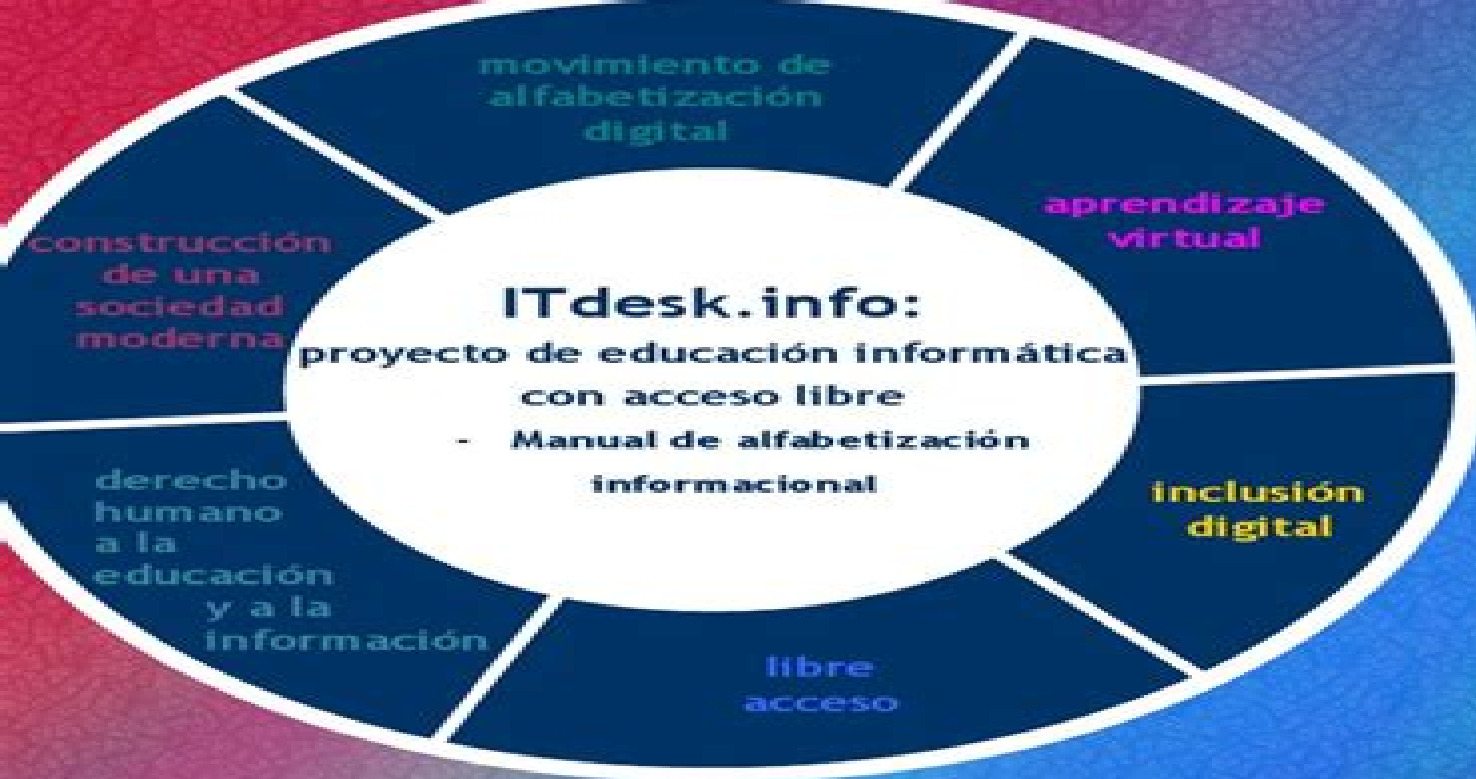 movimiento de
alfabetización
digital
aprendizaje
virtual
construcción
de una
sociedad
moderna
ITdesk.info:
proyecto de educación informática
con acceso libre
- Manual de alfabetización
informacional
inclusión
digital
derecho
humano
a la
educación
y a la
información
libre
acceso